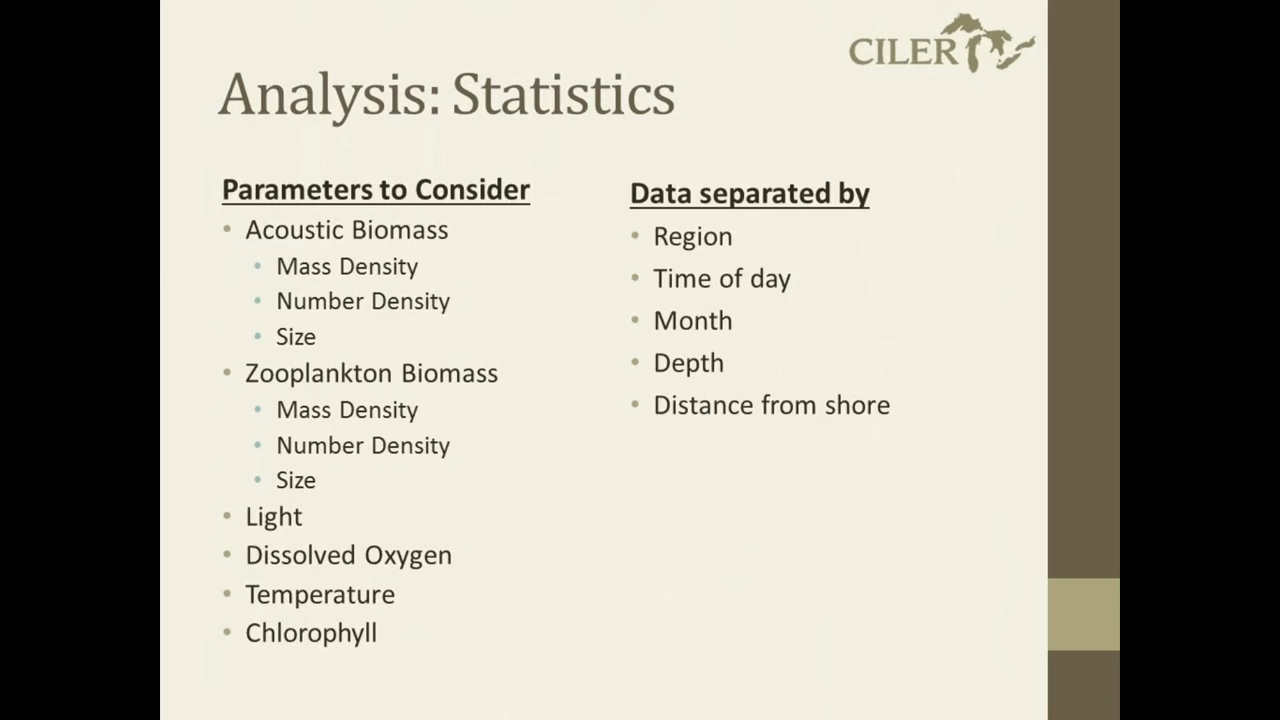 CILER
Analysis: Statistics
Parameters to Consider
• Acoustic Biomass
• Mass Density
• Number Density
• Size
• Zooplankton Biomass
• Mass Density
• Number Density
• Size
• Light
• Dissolved Oxygen
• Temperature
• Chlorophyll
Data separated by
• Region
• Time of day
• Month
• Depth
• Distance from shore